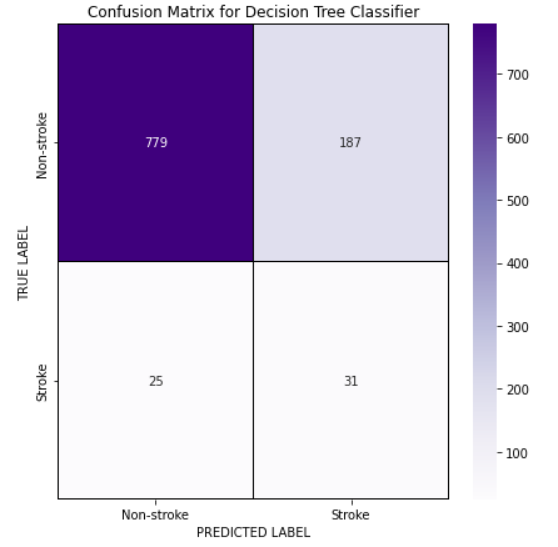 Confusion Matrix for Decision Tree Classifier
TRUE LABEL
Non-stroke
779
187
Stroke
25
31
Non-stroke
Stroke
PREDICTED LABEL
700
600
500
400
300
200
100